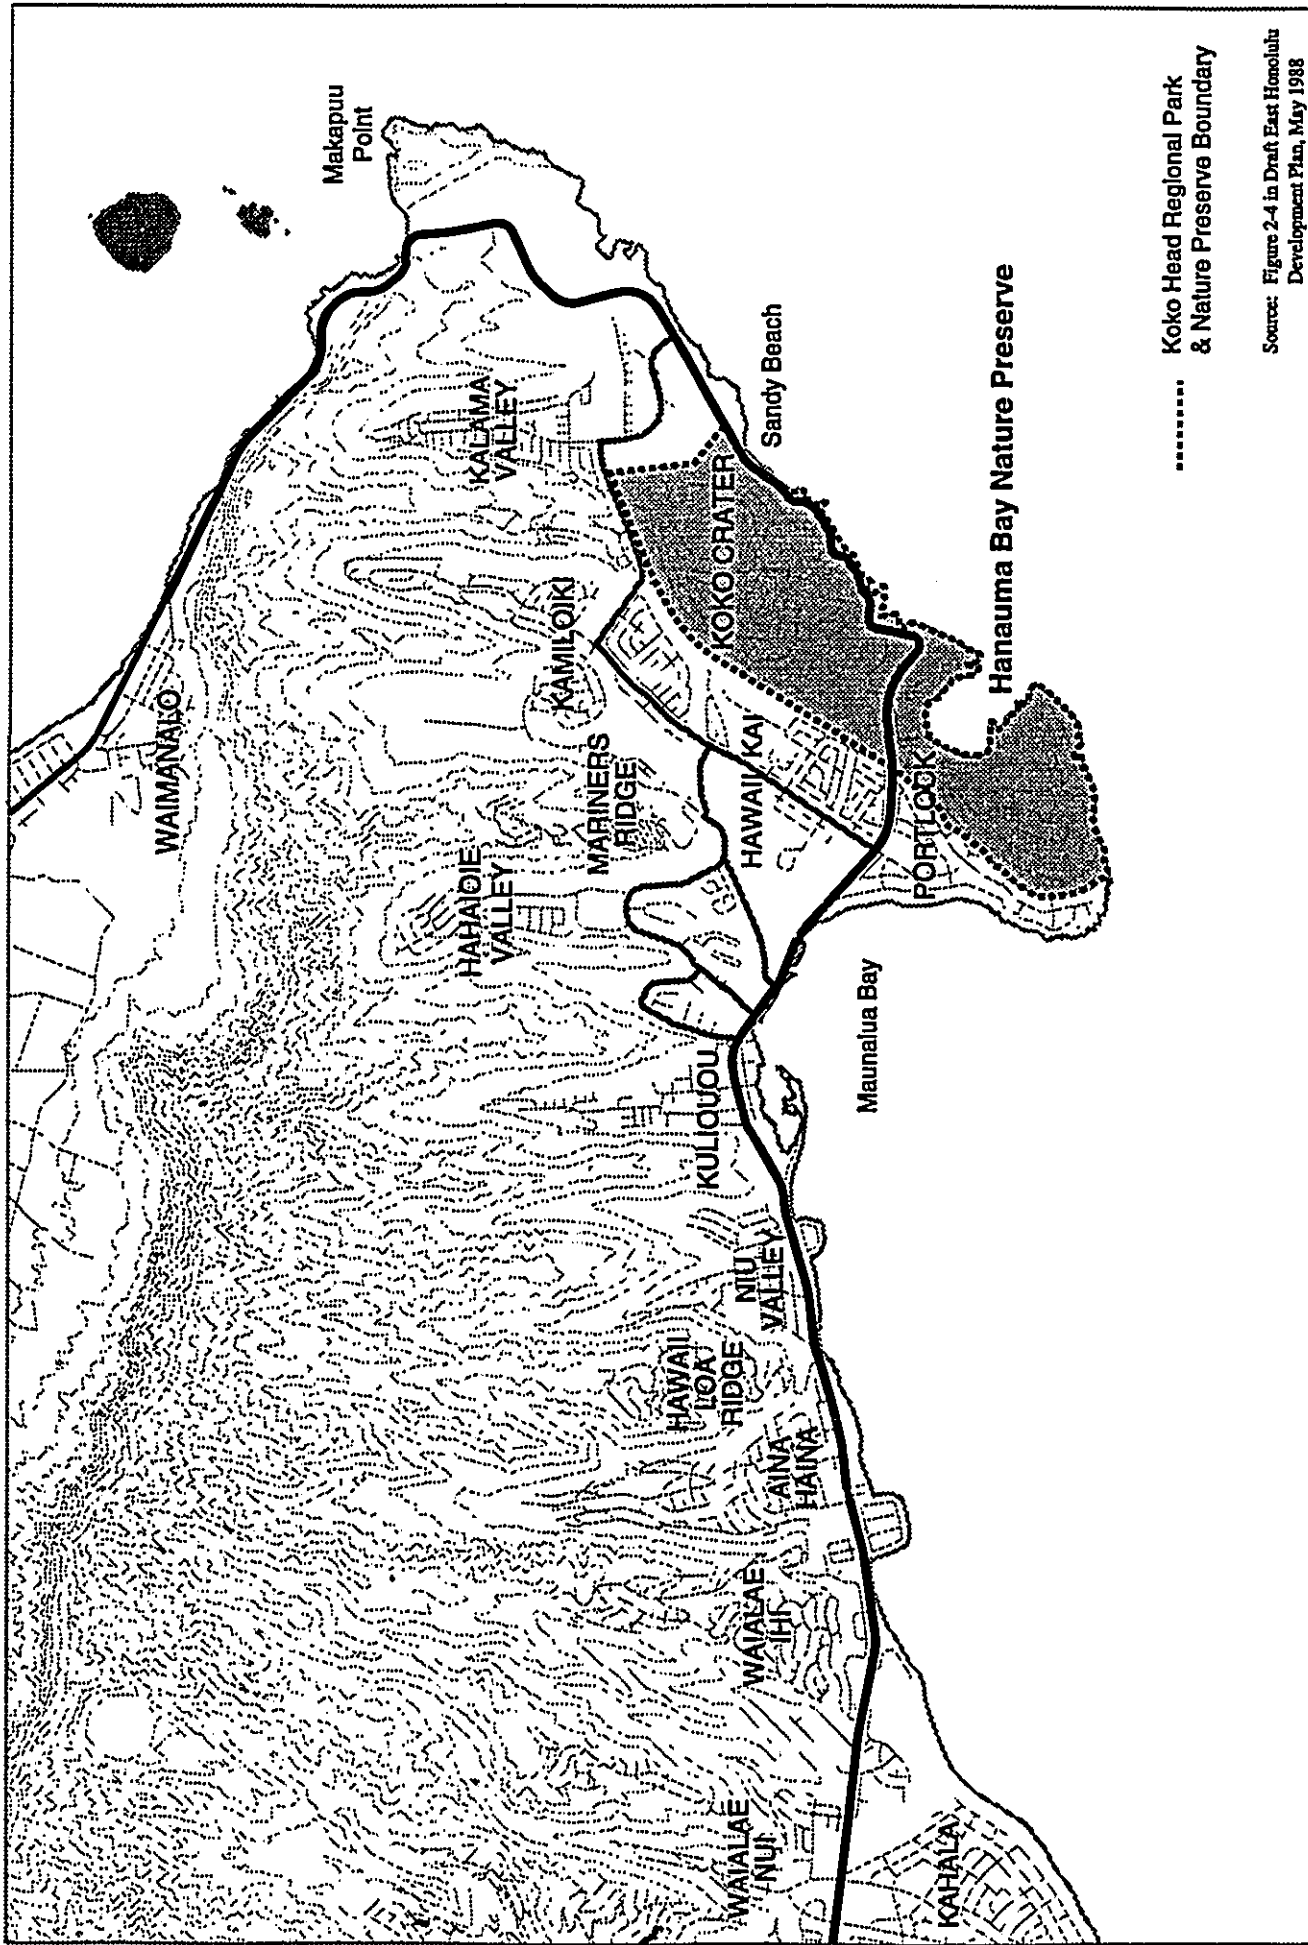 Makapuu
Point
WAIMANALO
KALAMA
VALLEY
KAMILOIKI
HAHAIOIE
VALLEY
MARINERS
RIDGE
KOKO CRATER
Sandy Beach
HAWAII KAI
PORTLOCK
Hanauma Bay Nature Preserve
Maunalua Bay
KULIOUOU
NIU
VALLEY
HAWAII
LOA
RIDGE
AINA
HAINA
WAIALAE
IHI
WAIALAE
NUI
KAHALA
Koko Head Regional Park
& Nature Preserve Boundary
Source: Figure 2-4 in Draft East Honolulu
Development Plan, May 1988